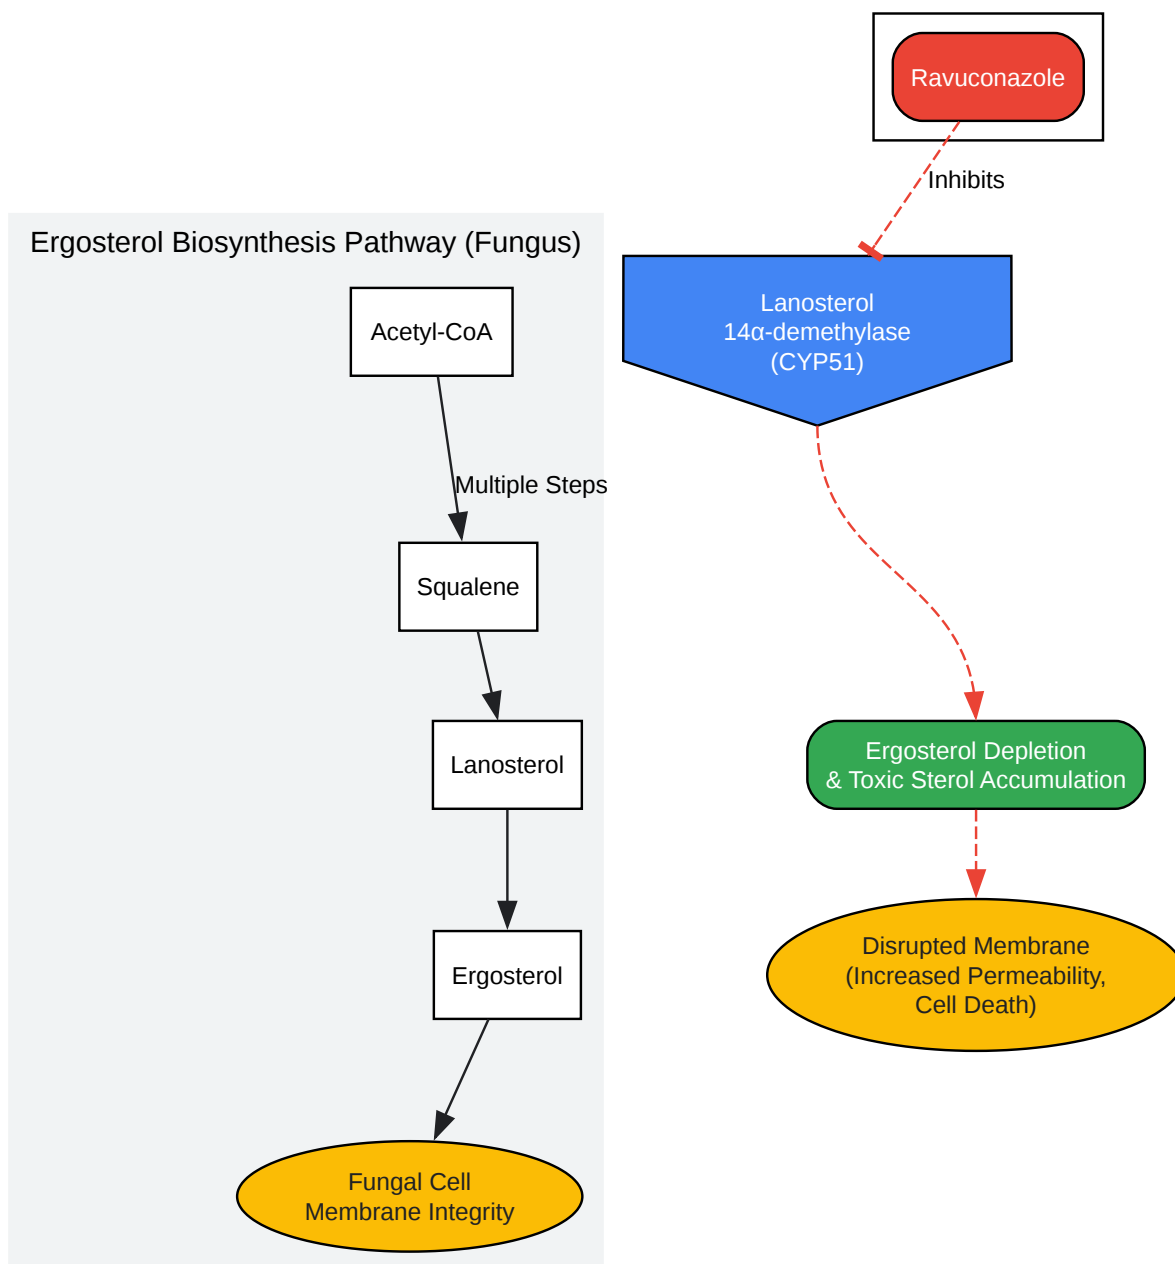 Ravuconazole
Inhibits
Ergosterol Biosynthesis Pathway (Fungus)
Acetyl-CoA
Multiple Steps
Squalene
Lanosterol
Ergosterol
Fungal Cell
Membrane Integrity
Lanosterol
14α-demethylase
(CYP51)
Ergosterol Depletion
& Toxic Sterol Accumulation
Disrupted Membrane
(Increased Permeability,
Cell Death)